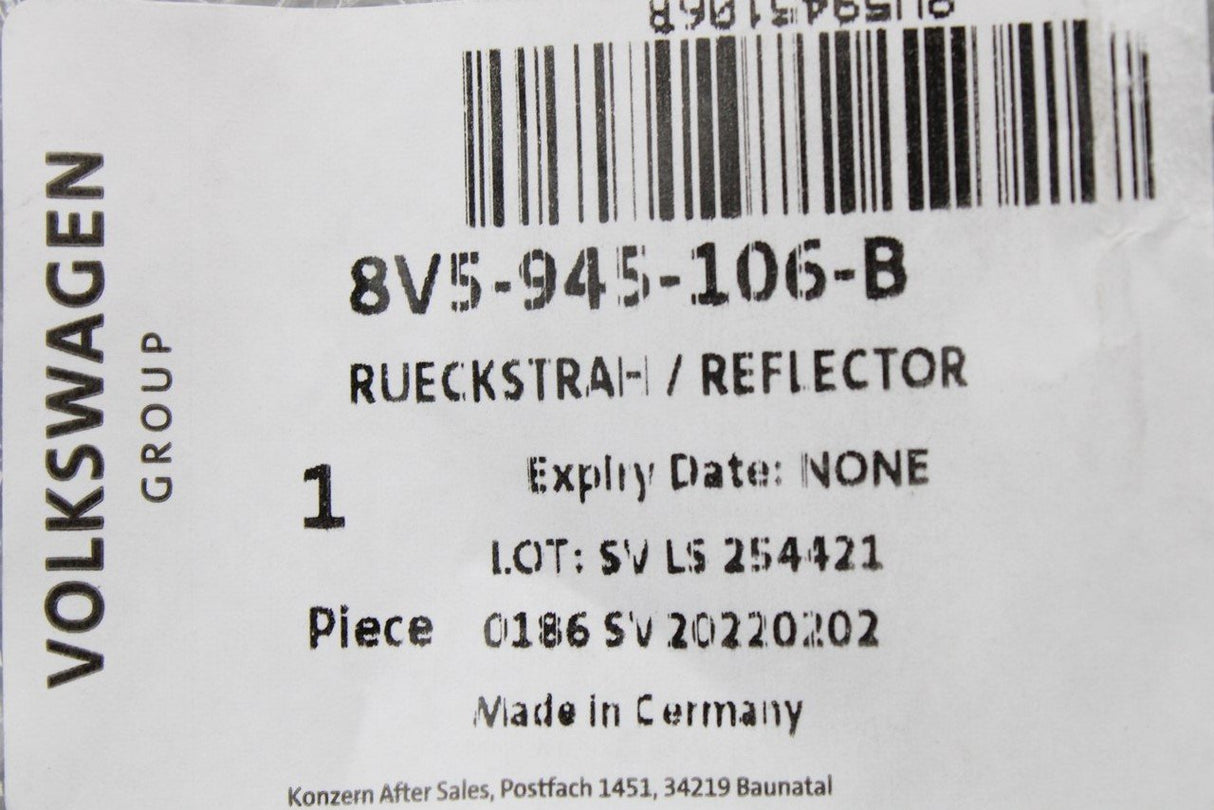 8V5945106B
VOLKSWAGEN
GROUP
8V5-945-106-B
RUECKSTRAH / REFLECTOR
1
Expiry Date: NONE
LOT: SV LS 254421
Piece 0186 SV 20220202
Made in Germany
Konzern After Sales, Postfach 1451, 34219 Baunatal